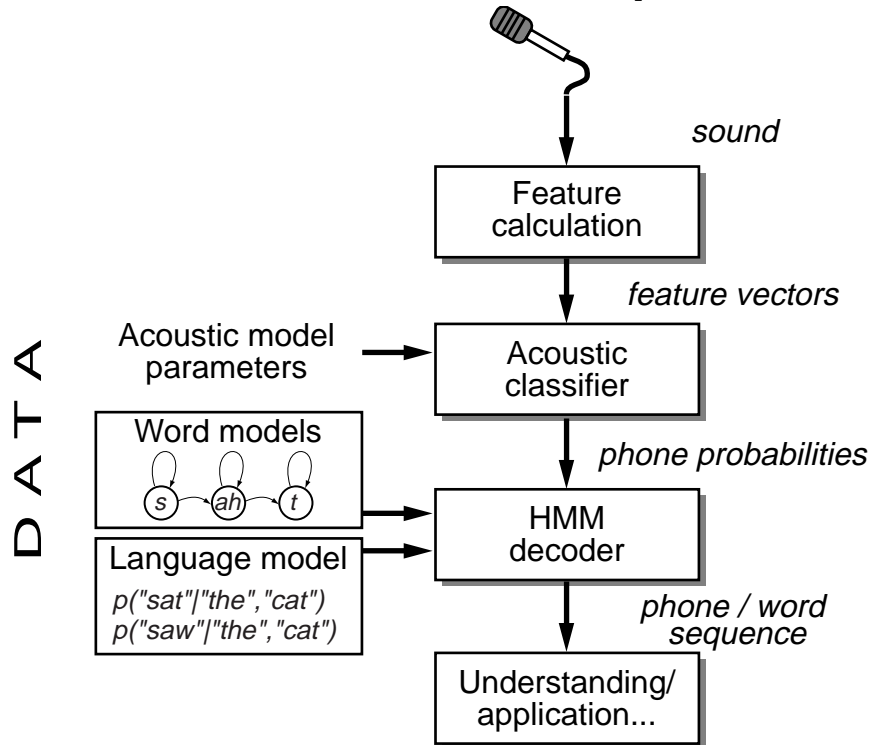 sound
Feature
calculation
feature vectors
Acoustic model
parameters
Acoustic
classifier
DATA
Word models
s ah t
phone probabilities
HMM
decoder
Language model
p("sat"|"the","cat")
p("saw"|"the","cat")
phone / word
sequence
Understanding/
application...